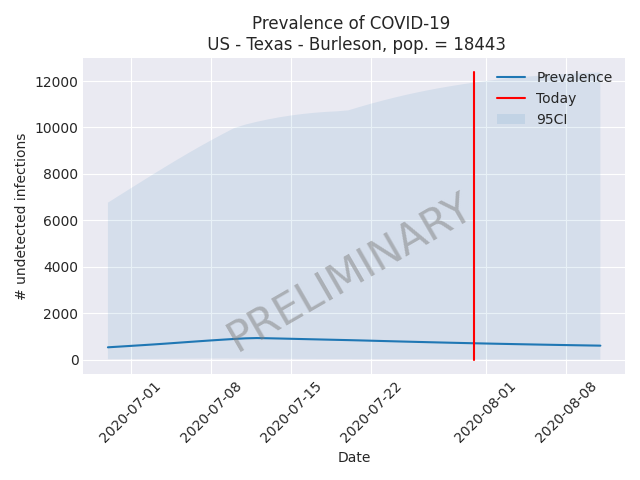 Prevalence of COVID-19
US - Texas - Burleson, pop. = 18443
Prevalence
Today
95CI
12000
10000
8000
6000
4000
2000
0
# undetected infections
PRELIMINARY
2020-07-01
2020-07-08
2020-07-15
2020-07-22
2020-08-01
2020-08-08
Date